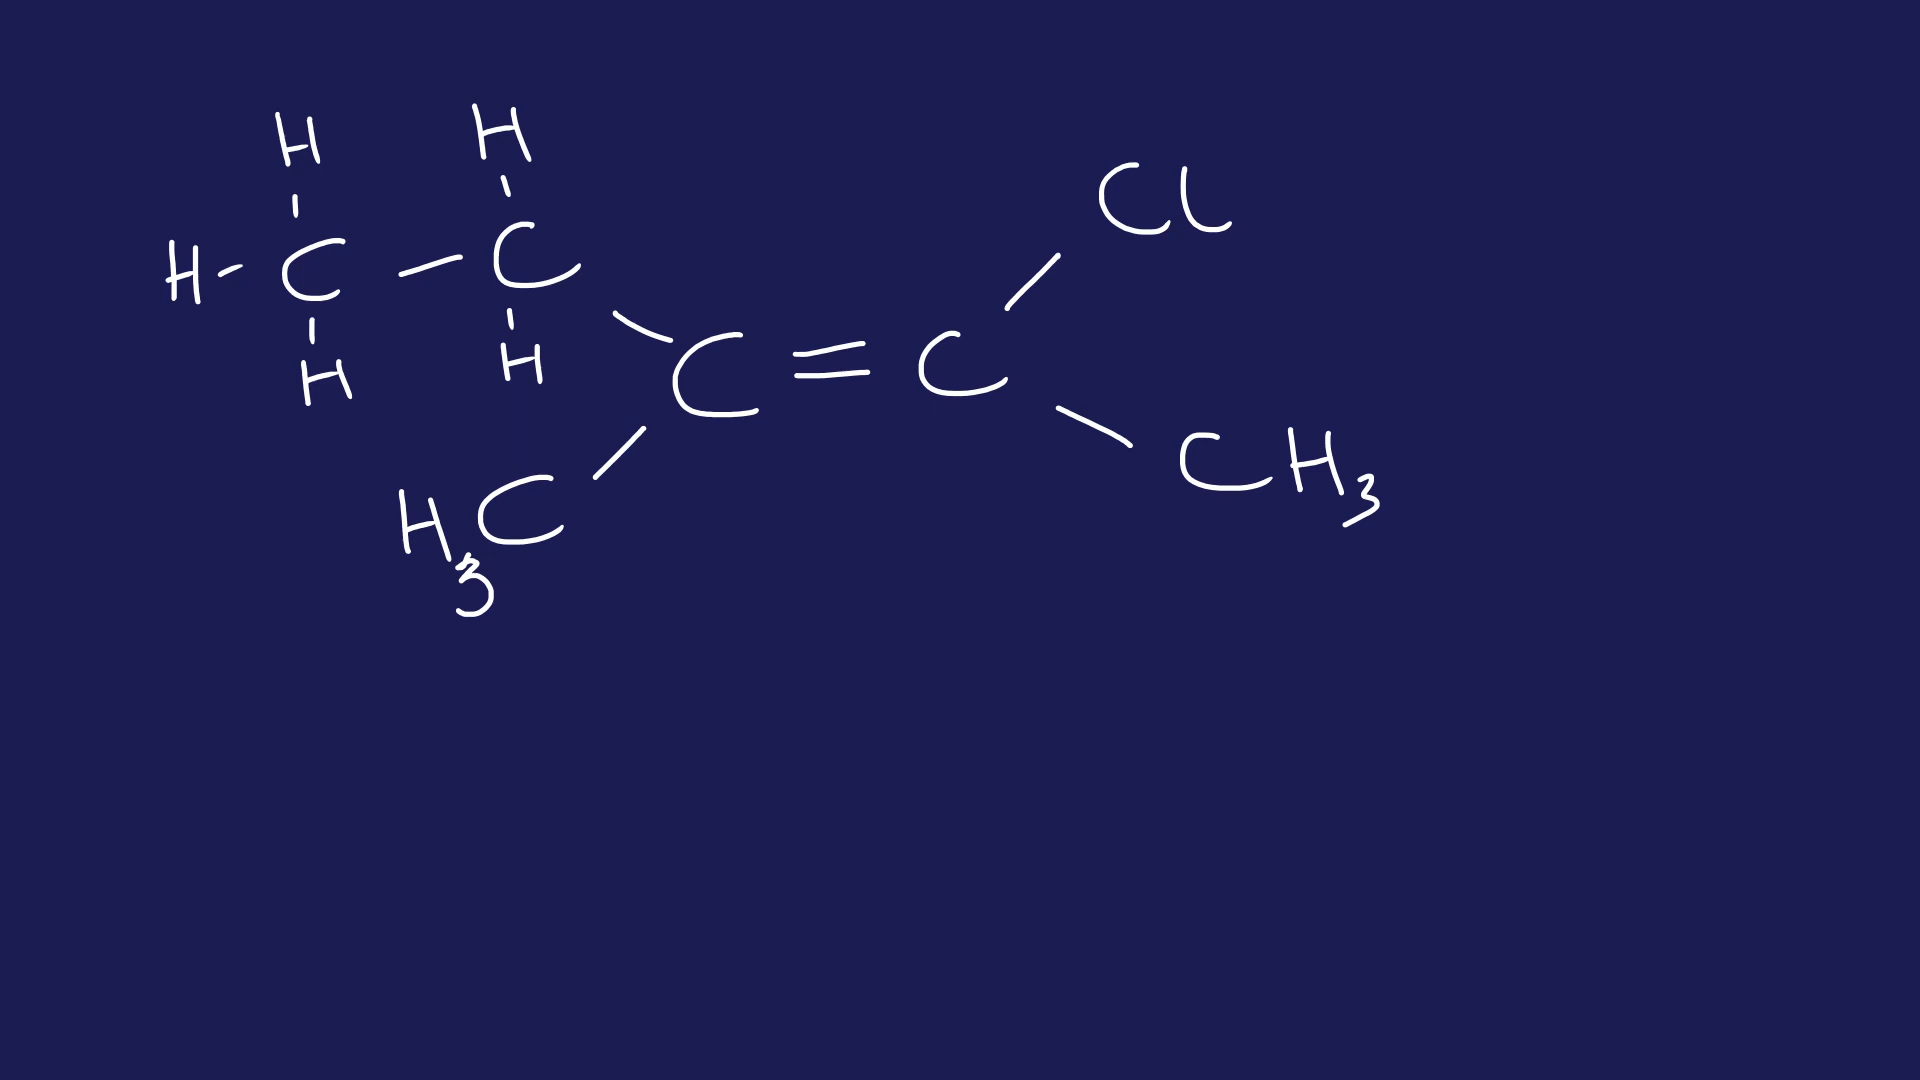 H H
Cl
H - C - C
H H
C = C
H3C CH3